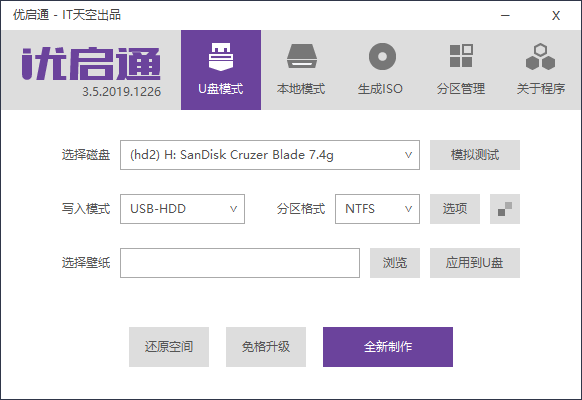 优启通 - IT天空出品
优启通
3.5.2019.1226
U盘模式
本地模式
生成ISO
分区管理
关于程序
选择磁盘
(hd2) H: SanDisk Cruzer Blade 7.4g
模拟测试
写入模式
USB-HDD
分区格式
NTFS
选项
选择壁纸
浏览
应用到U盘
还原空间
免格升级
全新制作